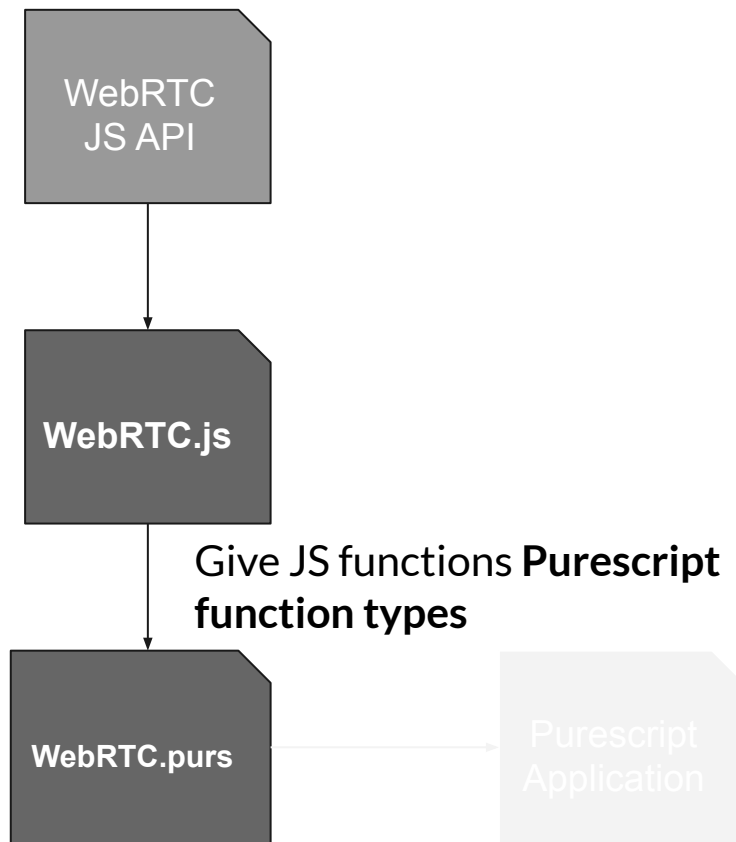 WebRTC
JS API
WebRTC.js
Give JS functions Purescript
function types
WebRTC.purs
Purescript
Application